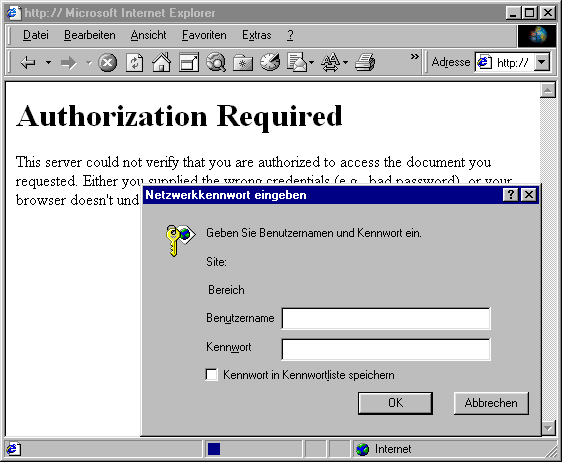 http:// Microsoft Internet Explorer
Datei Bearbeiten Ansicht Favoriten Extras ?
» Adresse http://
Authorization Required
This server could not verify that you are authorized to access the document you
requested. Either you supplied the wrong credentials (e.g., bad password), or your
browser doesn't und
Netzwerkkennwort eingeben
Geben Sie Benutzernamen und Kennwort ein.
Site:
Bereich
Benutzername
Kennwort
Kennwort in Kennwortliste speichern
OK Abbrechen
Internet